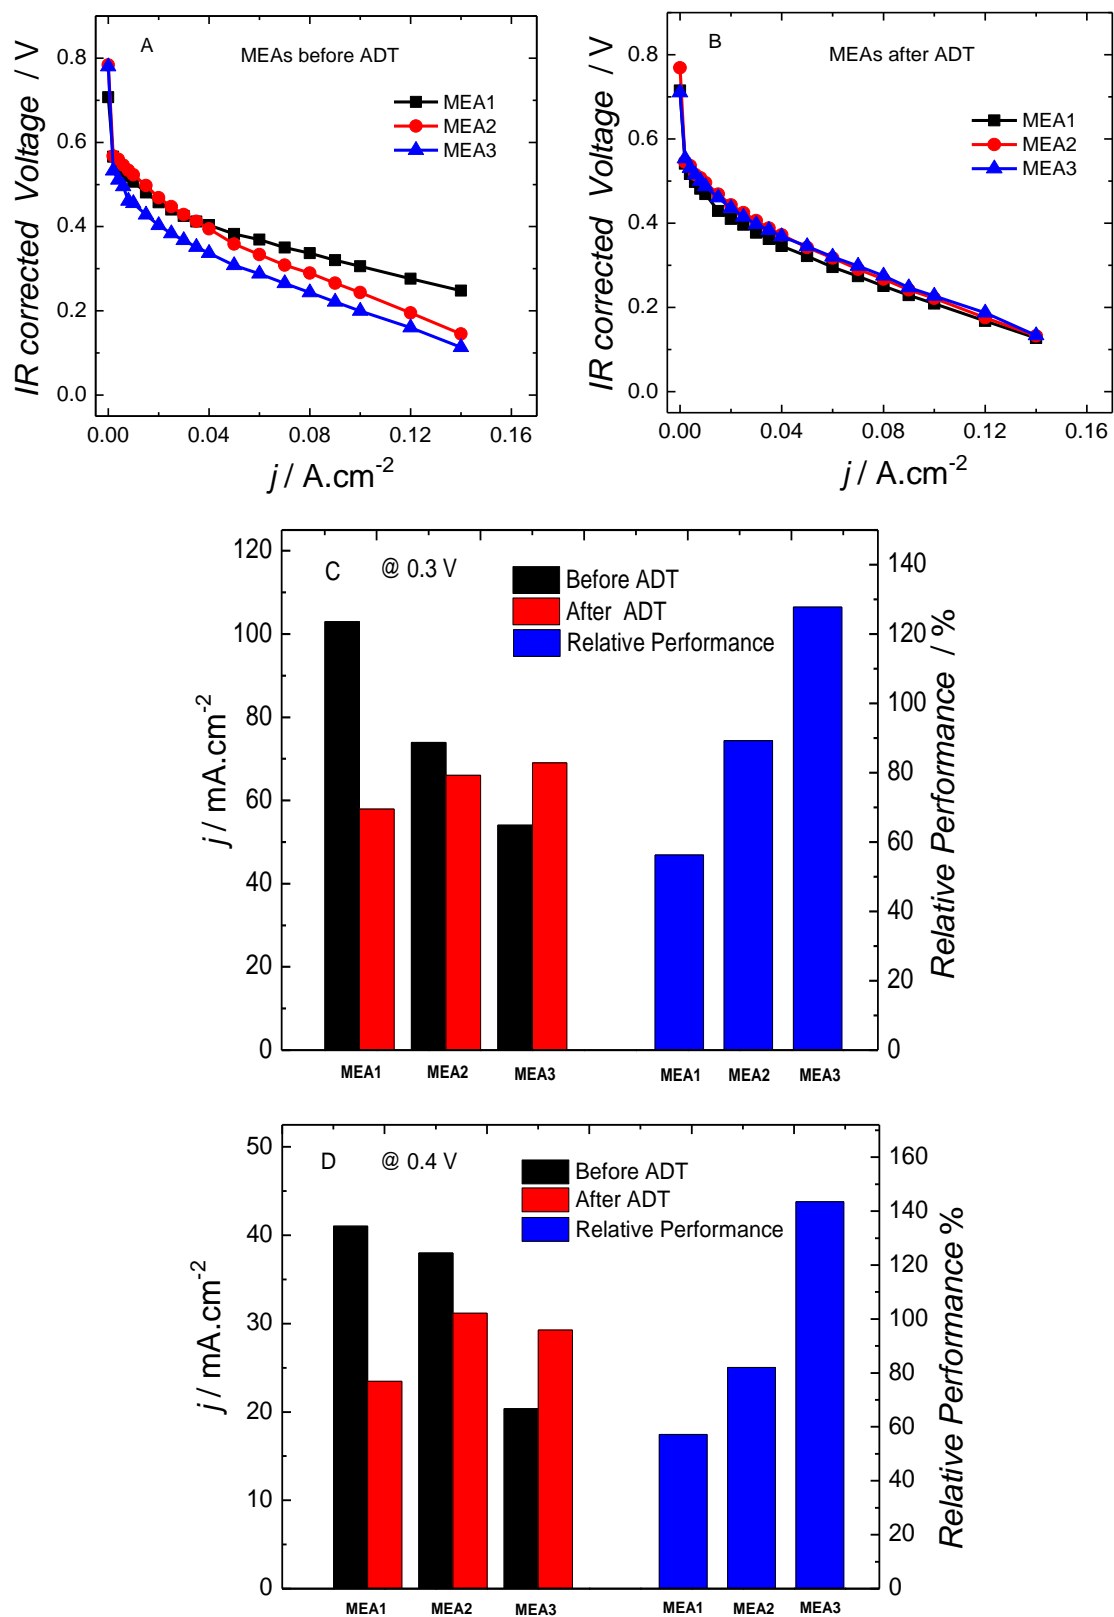 A
MEAs before ADT
MEA1
MEA2
MEA3
IR corrected Voltage / V
0.8
0.6
0.4
0.2
0.0
0.00 0.04 0.08 0.12 0.16
j / A.cm-2
B
MEAs after ADT
MEA1
MEA2
MEA3
IR corrected Voltage / V
0.8
0.6
0.4
0.2
0.0
0.00 0.04 0.08 0.12 0.16
j / A.cm-2
C @ 0.3 V
Before ADT
After ADT
Relative Performance
j / mA.cm-2
120
100
80
60
40
20
0
Relative Performance / %
140
120
100
80
60
40
20
0
MEA1 MEA2 MEA3 MEA1 MEA2 MEA3
D @ 0.4 V
Before ADT
After ADT
Relative Performance
j / mA.cm-2
50
40
30
20
10
0
Relative Performance %
160
140
120
100
80
60
40
20
0
MEA1 MEA2 MEA3 MEA1 MEA2 MEA3